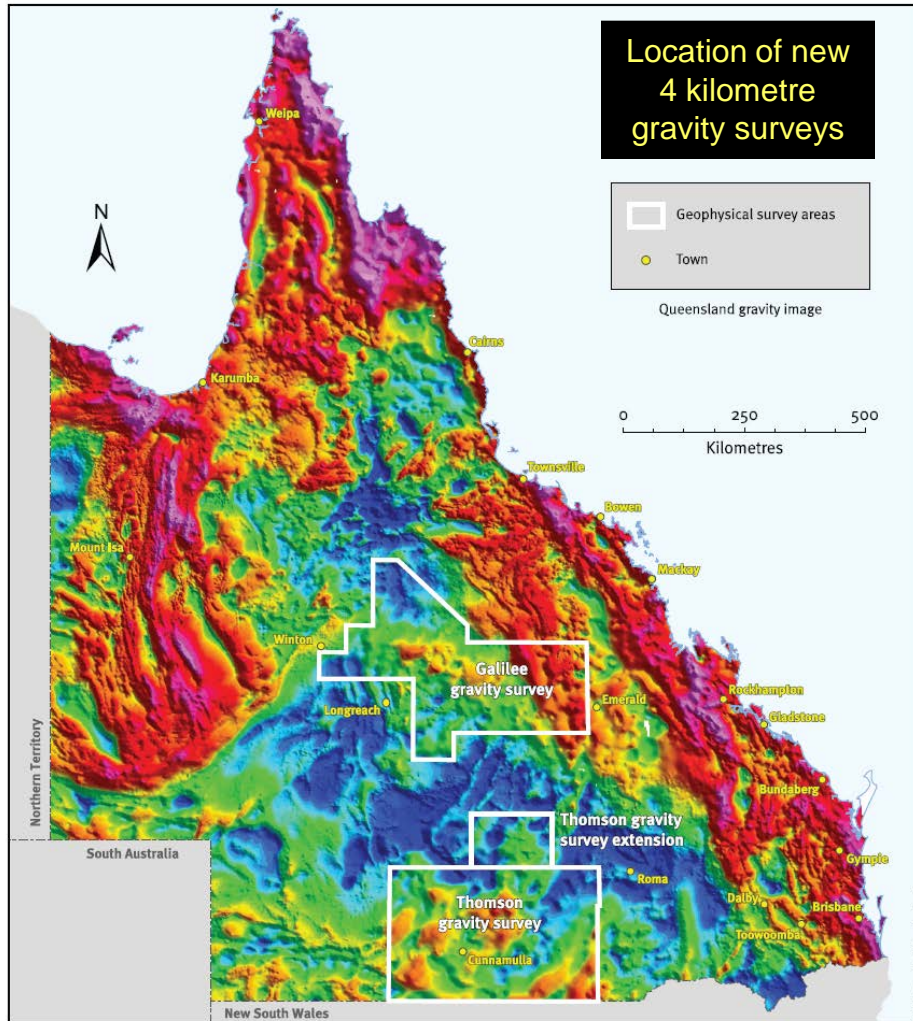 Location of new
4 kilometre
gravity surveys
Geophysical survey areas
Town
Queensland gravity image
0 250 500
Kilometres
N
Weipa
Cairns
Karumba
Townsville
Bowen
Mount Isa
Mackay
Winton
Galilee
gravity survey
Longreach
Emerald
Rockhampton
Gladstone
Northern Territory
Bundaberg
Thomson gravity
survey extension
South Australia
Gympie
Roma
Thomson
gravity survey
Dalby
Brisbane
Toowoomba
Cunnamulla
New South Wales